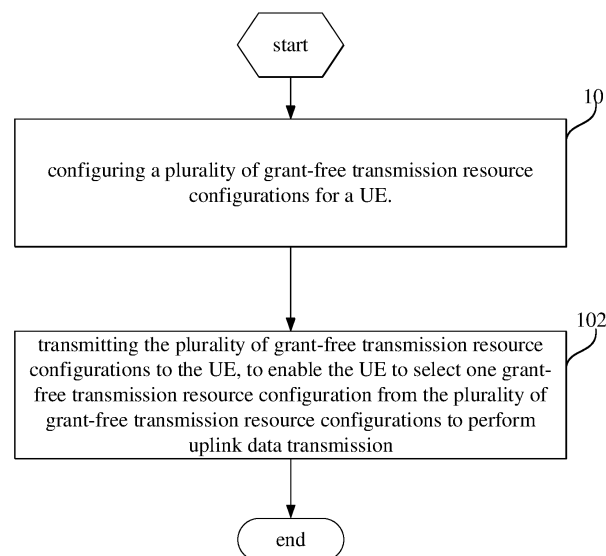 start
10
configuring a plurality of grant-free transmission resource
configurations for a UE.
102
transmitting the plurality of grant-free transmission resource
configurations to the UE, to enable the UE to select one grant-
free transmission resource configuration from the plurality of
grant-free transmission resource configurations to perform
uplink data transmission
end